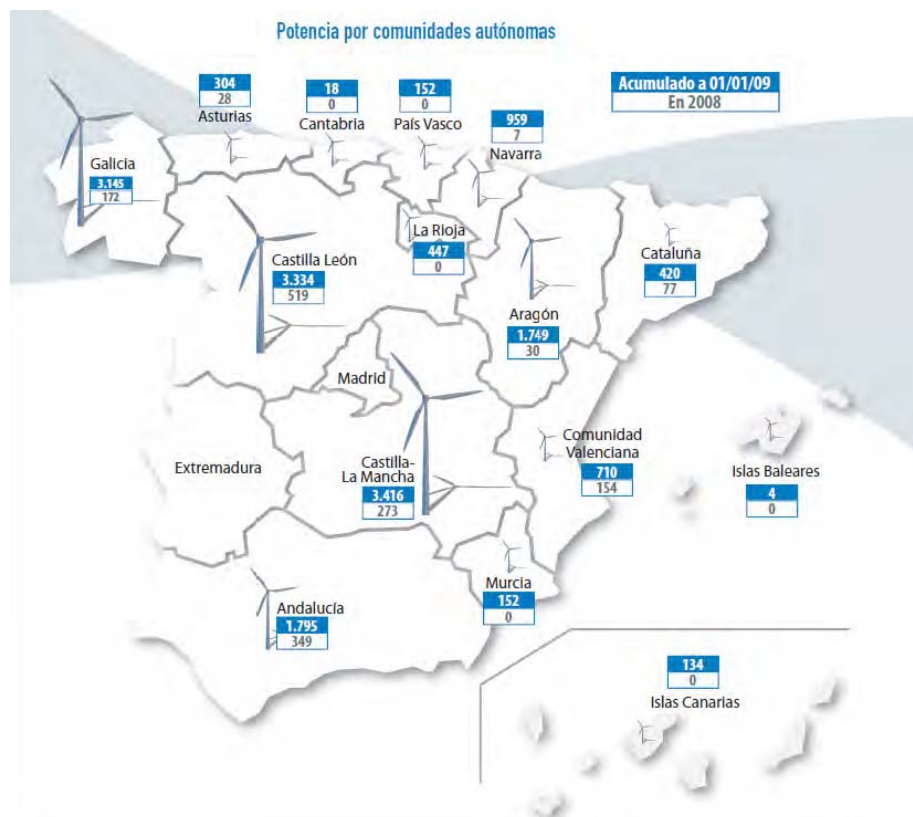 Potencia por comunidades autónomas
Acumulado a 01/01/09
En 2008
304
28
Asturias
18
0
Cantabria
152
0
País Vasco
959
7
Navarra
Galicia
3.145
172
La Rioja
447
0
Castilla León
3.334
519
Cataluña
420
77
Aragón
1.749
30
Madrid
Comunidad
Valenciana
710
154
Extremadura
Castilla-
La Mancha
3.416
273
Islas Baleares
4
0
Murcia
152
0
Andalucía
1.795
349
134
0
Islas Canarias